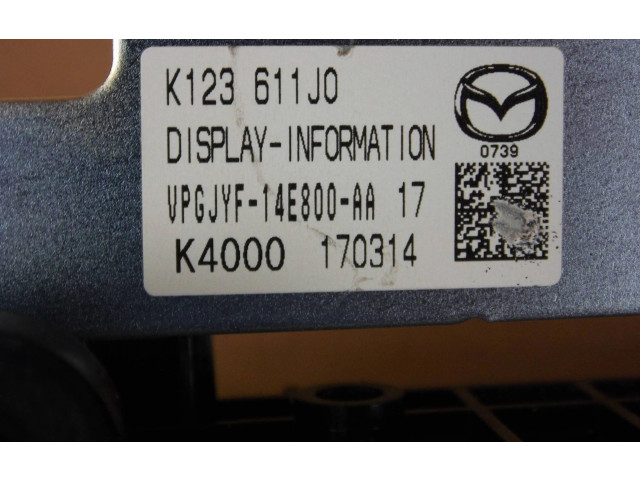 K123 611J0
DISPLAY-INFORMATION
0739
VPGJYF-14E800-AA 17
K4000 170314